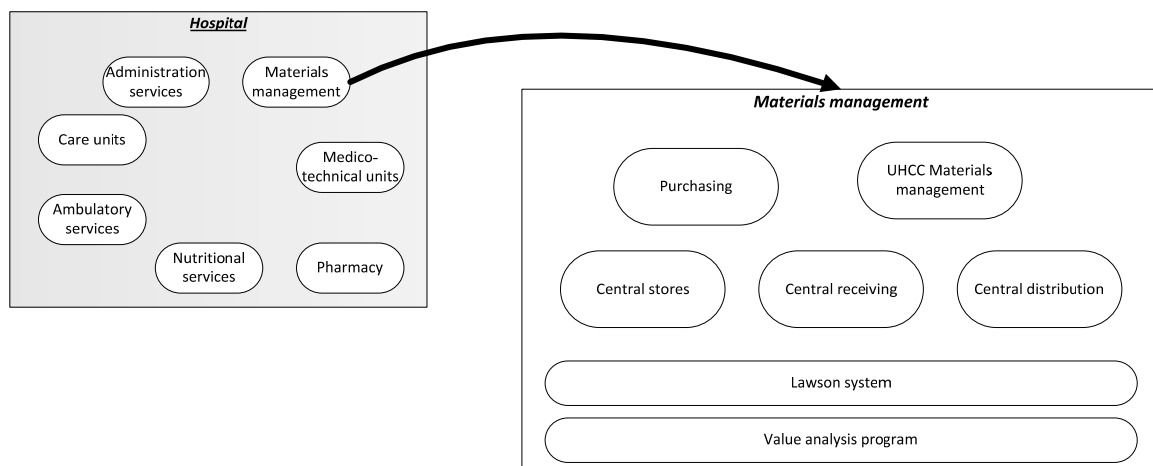 Hospital
Administration
services
Materials
management
Care units
Medico-
technical units
Ambulatory
services
Nutritional
services
Pharmacy
Materials management
Purchasing
UHCC Materials
management
Central stores
Central receiving
Central distribution
Lawson system
Value analysis program